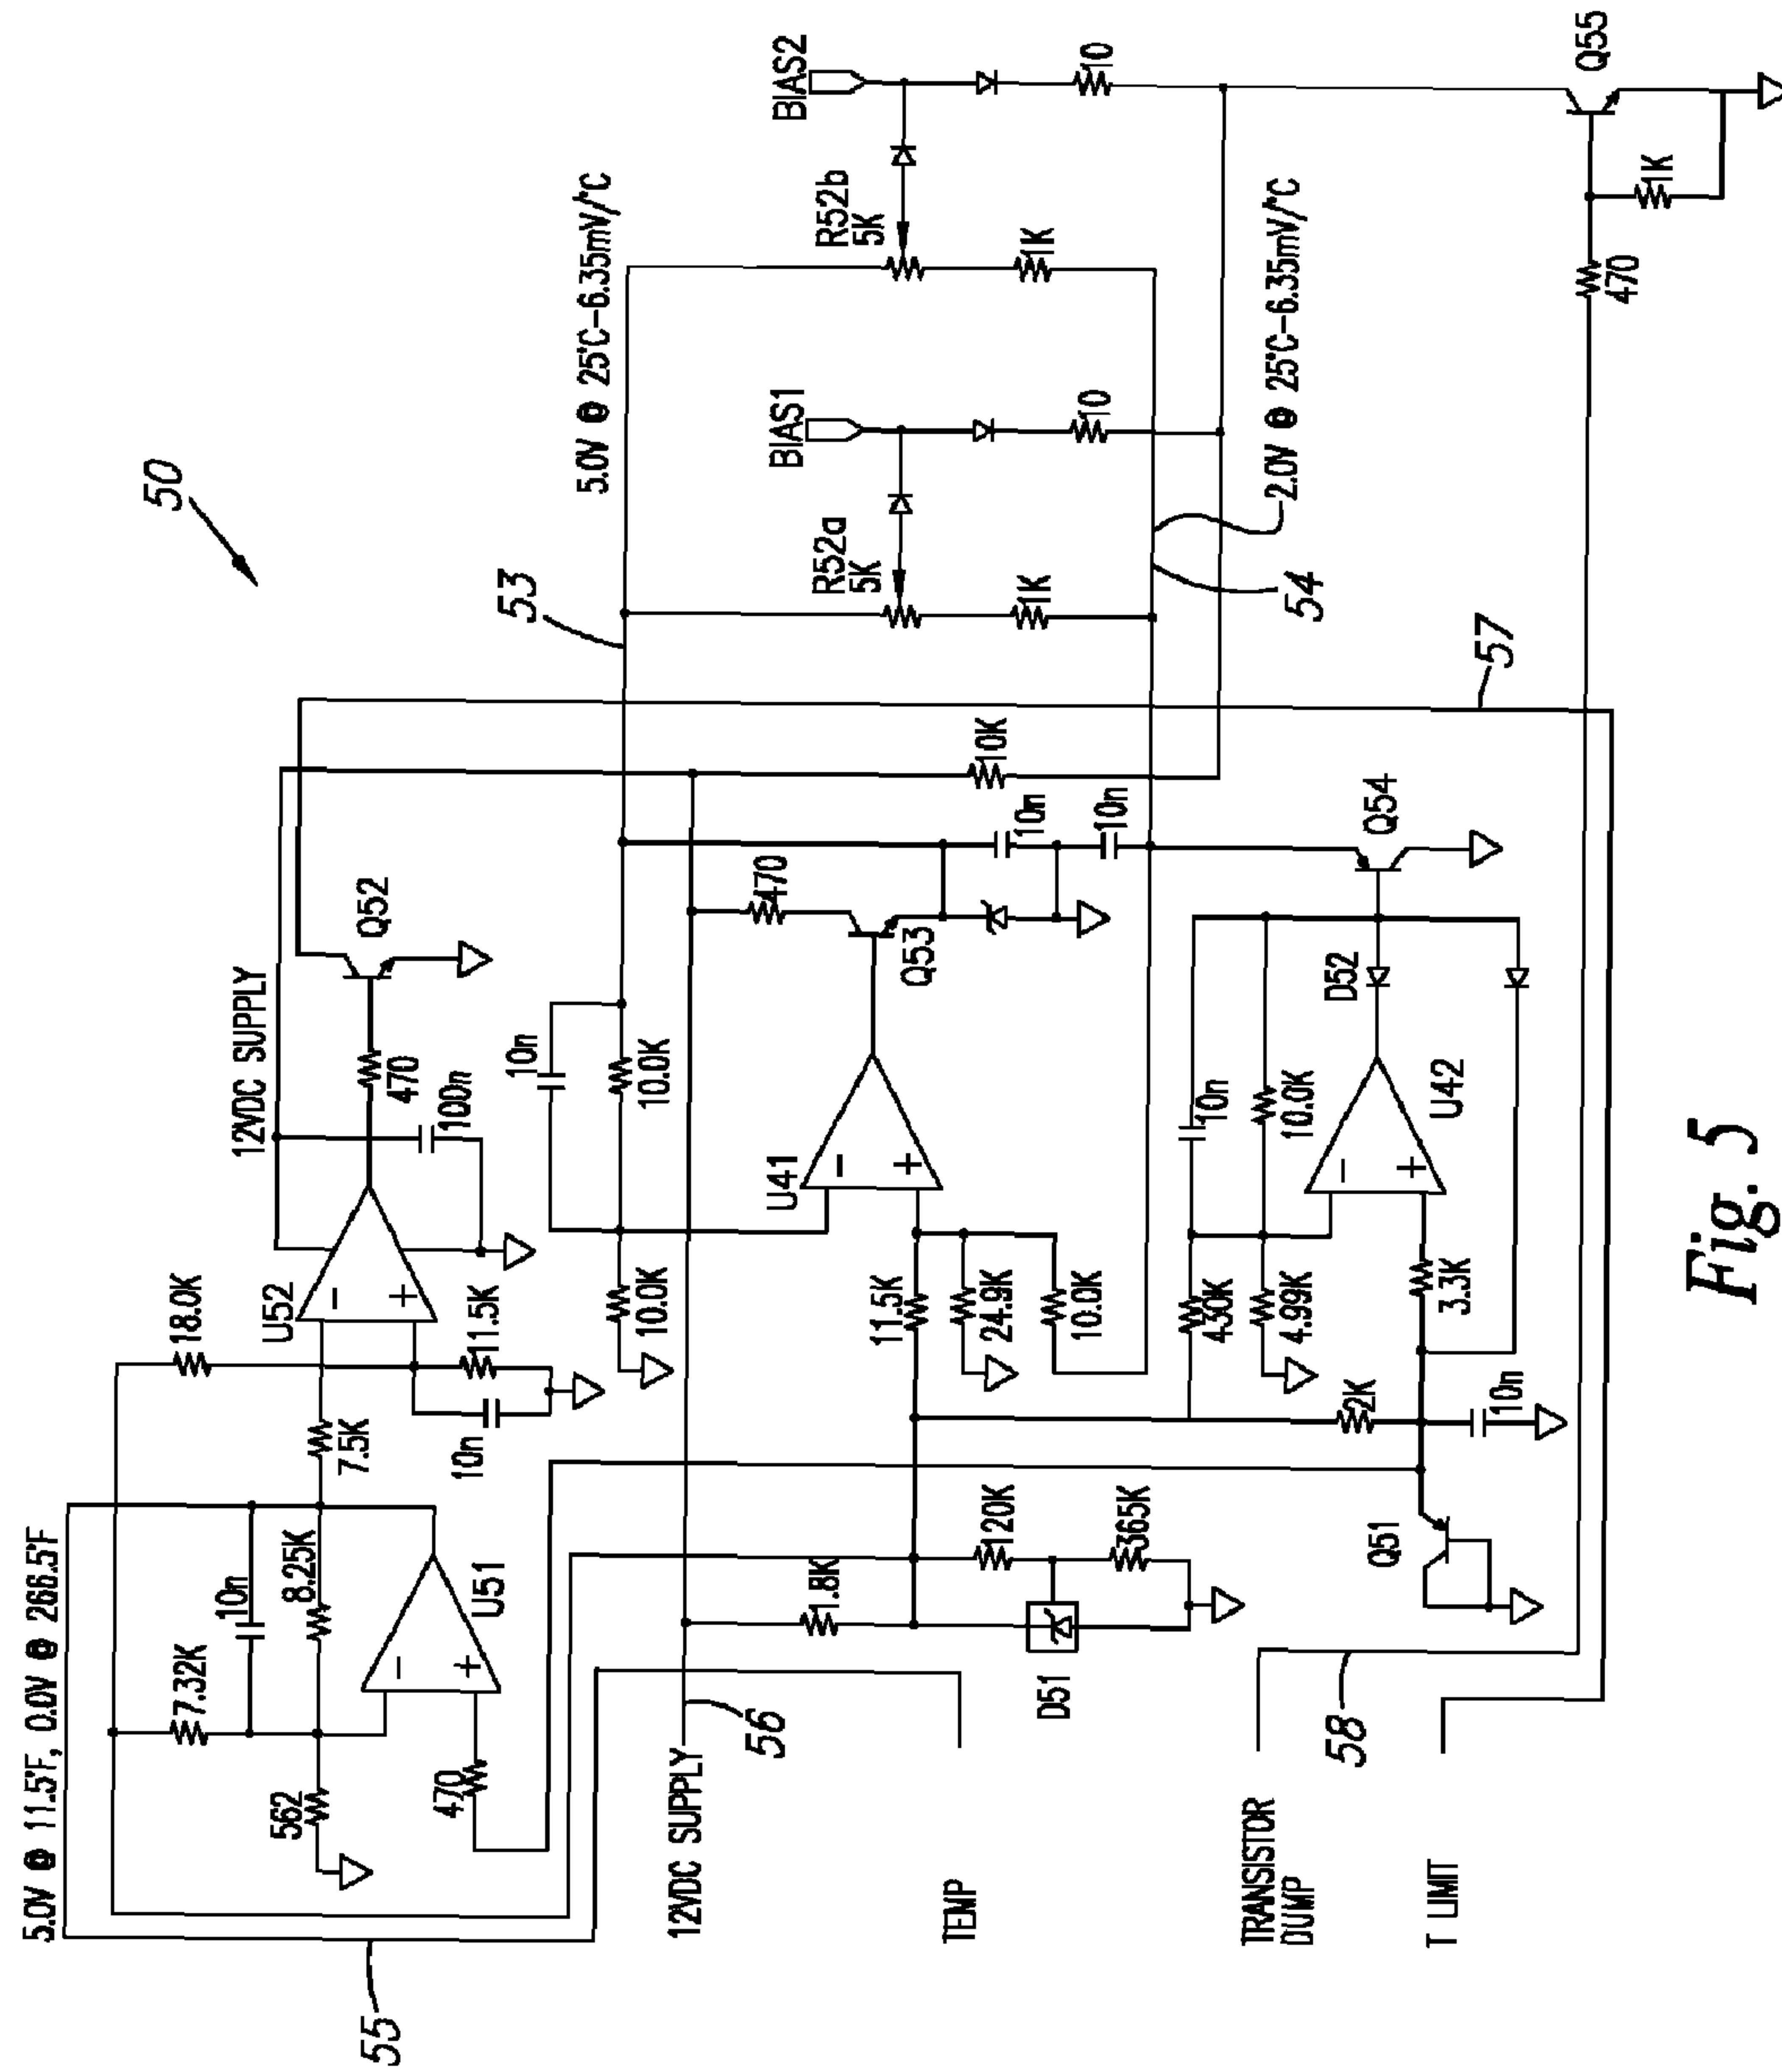 50
5.0V @ 11.5°F, 0.0V @ 266.5°F
12VDC SUPPLY
7.32K
10n
8.25K
562
470
U51
7.5K
18.0K
U52
10n
11.5K
470
100n
Q52
55
53
5.0V @ 25°C-6.35mV/°C
10n
10.0K
10.0K
U41
470
Q53
10K
10n
10n
R52a
5K
1K
BIAS1
10
R52b
5K
1K
BIAS2
10
12VDC SUPPLY
56
1.8K
120K
365K
D51
11.5K
24.9K
10.0K
430K
4.99K
10n
10.0K
U42
D52
Q54
54
2.0V @ 25°C-6.35mV/°C
TEMP
Q51
2K
10n
3.3K
57
TRANSISTOR
DUMP
58
T LIMIT
470
1K
Q55
Fig. 5